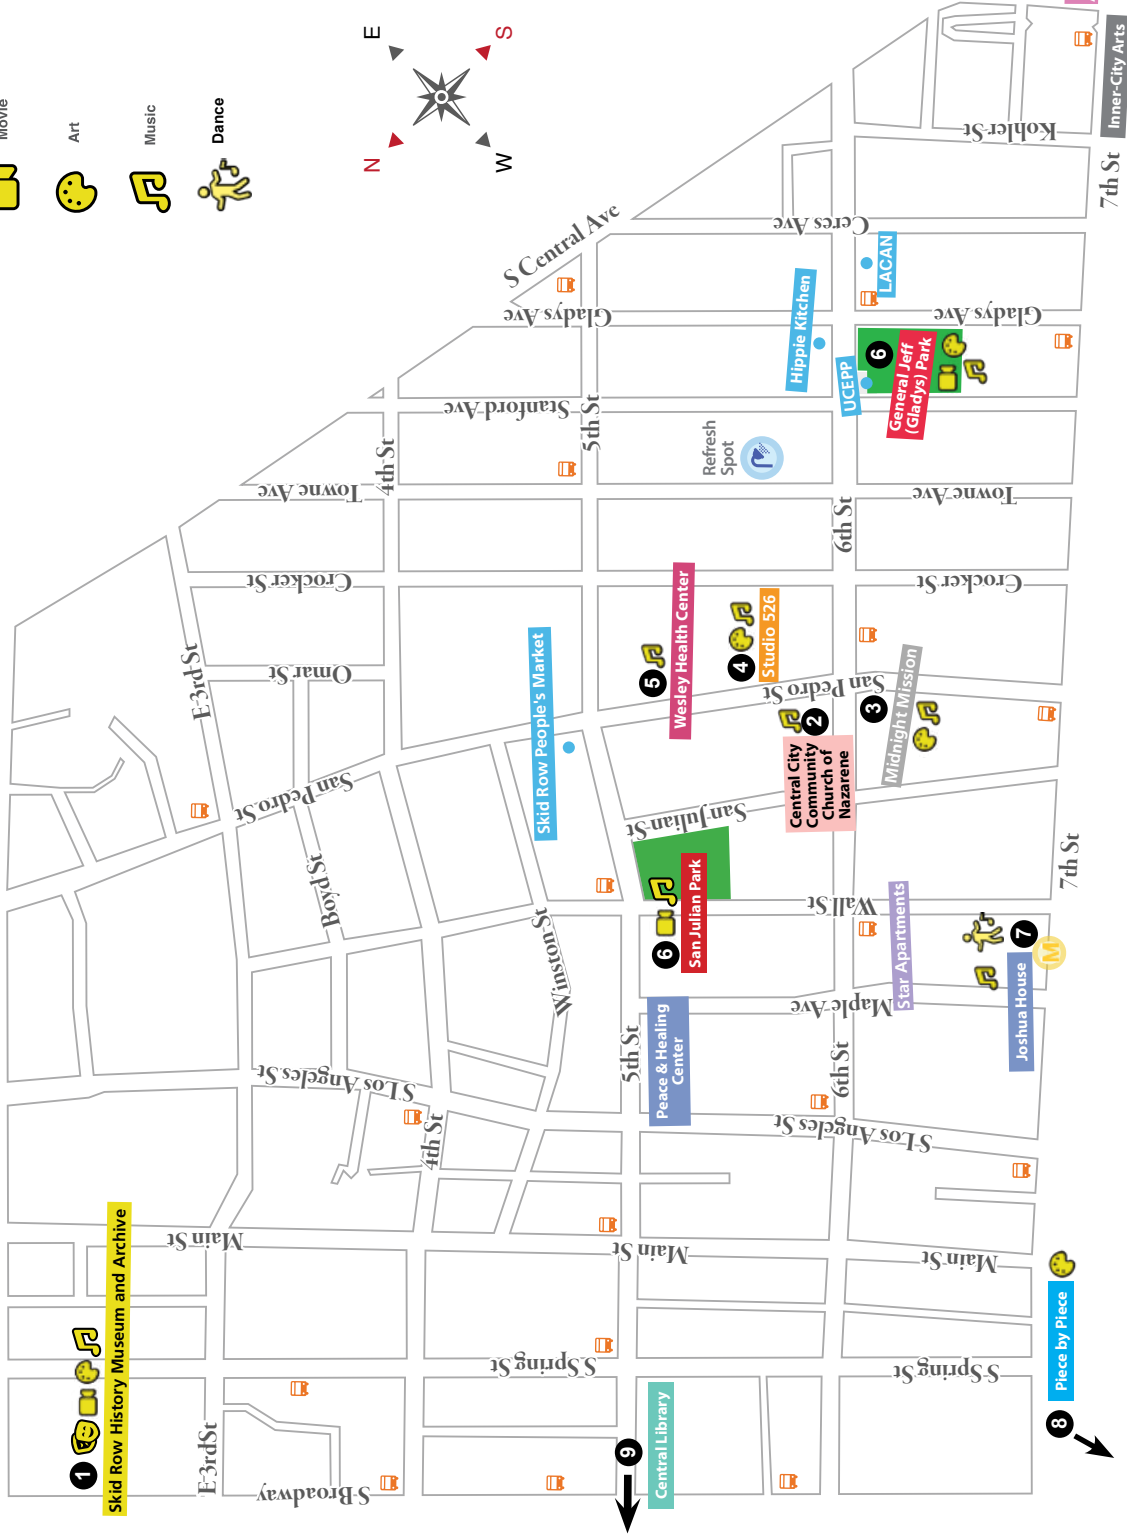 Movie
Art
Music
Dance
N
E
S
W
1
Skid Row History Museum and Archive
E 3rd St
E 3rd St
S Broadway
Main St
S Los Angeles St
Boyd St
San Pedro St
Omar St
Crocker St
Towne Ave
4th St
4th St
Stanford Ave
Gladys Ave
S Central Ave
S Spring St
Winston St
Skid Row People's Market
5th St
5th St
9
Central Library
Main St
Peace & Healing
Center
6
San Julian Park
San Julian St
5
Wesley Health Center
4
Studio 526
Refresh
Spot
San Pedro St
2
Central City
Community
Church of
Nazarene
Hippie Kitchen
UCEPP
Ceres Ave
LACAN
6th St
6th St
S Los Angeles St
Maple Ave
Wall St
3
Midnight Mission
Star Apartments
6
General Jeff
(Gladys) Park
Gladys Ave
Towne Ave
Crocker St
Kohler St
S Spring St
Main St
7
Joshua House
M
8
Piece by Piece
7th St
7th St
Inner-City Arts